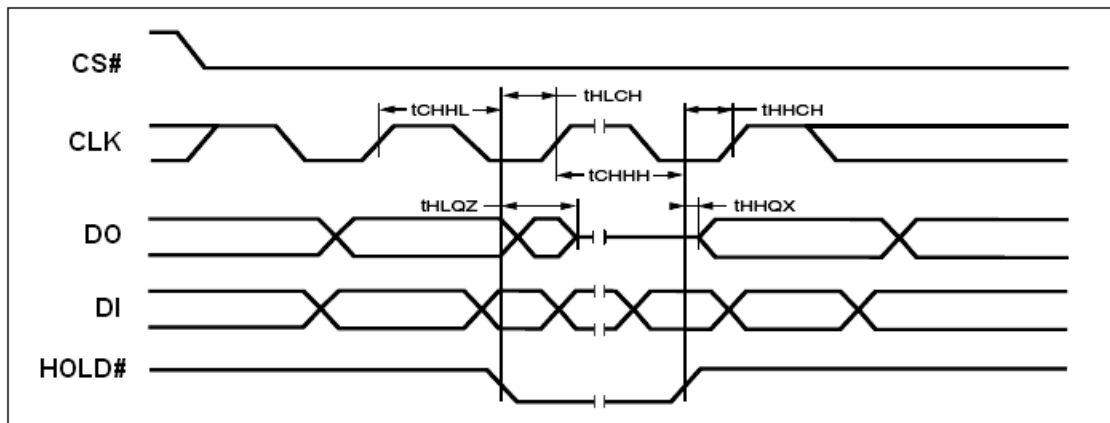 CS#
tCHHL
tHLCH
tHHCH
CLK
tCHHH
tHLQZ
tHHQX
DO
DI
HOLD#